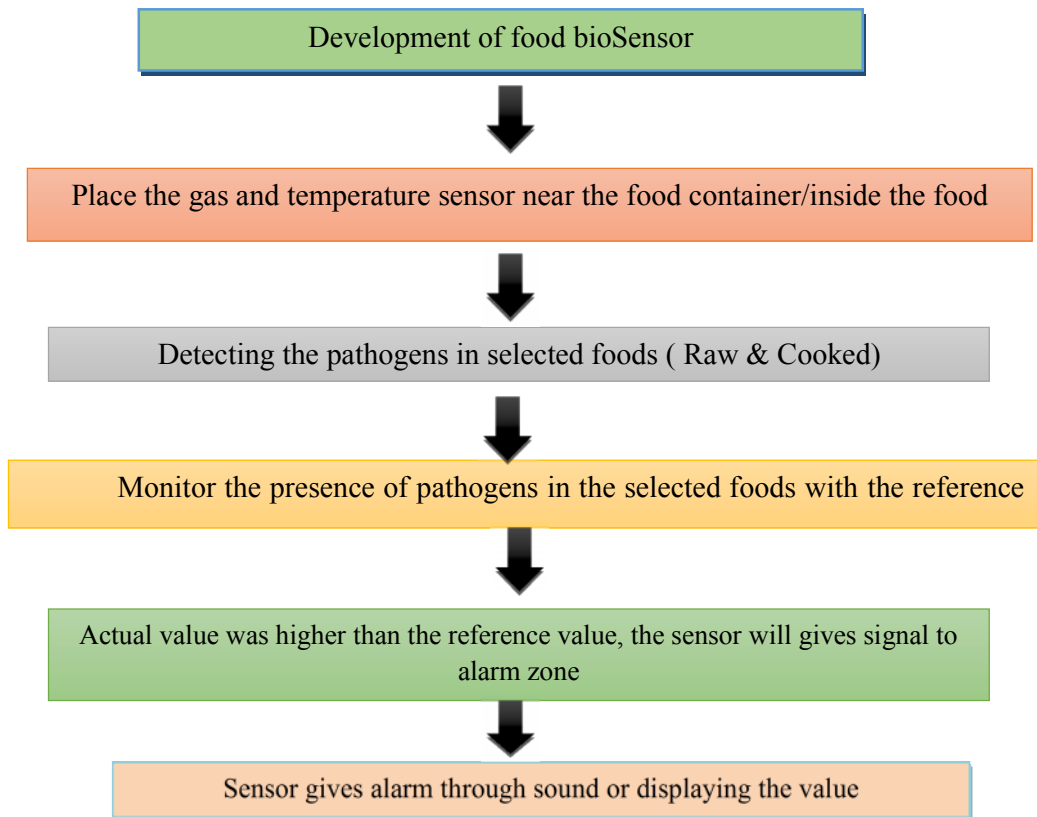 Development of food bioSensor
Place the gas and temperature sensor near the food container/inside the food
Detecting the pathogens in selected foods ( Raw & Cooked)
Monitor the presence of pathogens in the selected foods with the reference
Actual value was higher than the reference value, the sensor will gives signal to
alarm zone
Sensor gives alarm through sound or displaying the value